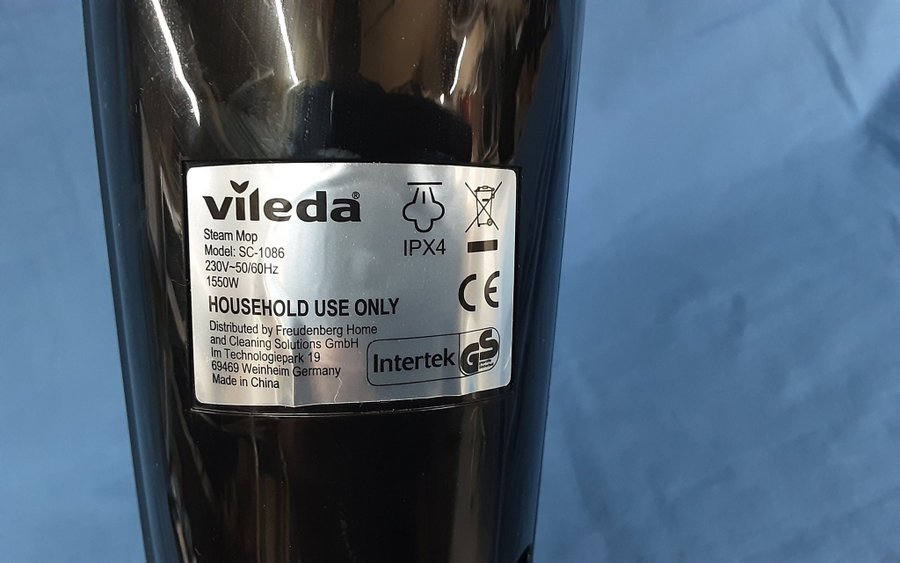 vileda®
Steam Mop
Model: SC-1086
230V~50/60Hz
1550W
IPX4
HOUSEHOLD USE ONLY
CE
Distributed by Freudenberg Home
and Cleaning Solutions GmbH
Im Technologiepark 19
69469 Weinheim Germany
Made in China
Intertek
GS